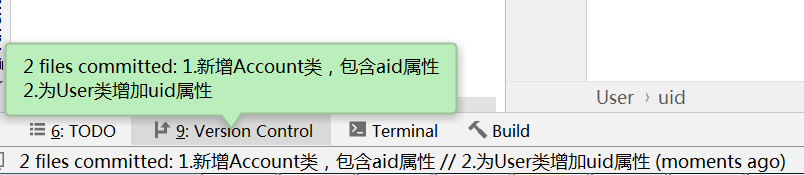 2 files committed: 1.新增Account类，包含aid属性
2.为User类增加uid属性
User › uid
6: TODO 9: Version Control Terminal Build
2 files committed: 1.新增Account类，包含aid属性 // 2.为User类增加uid属性 (moments ago)